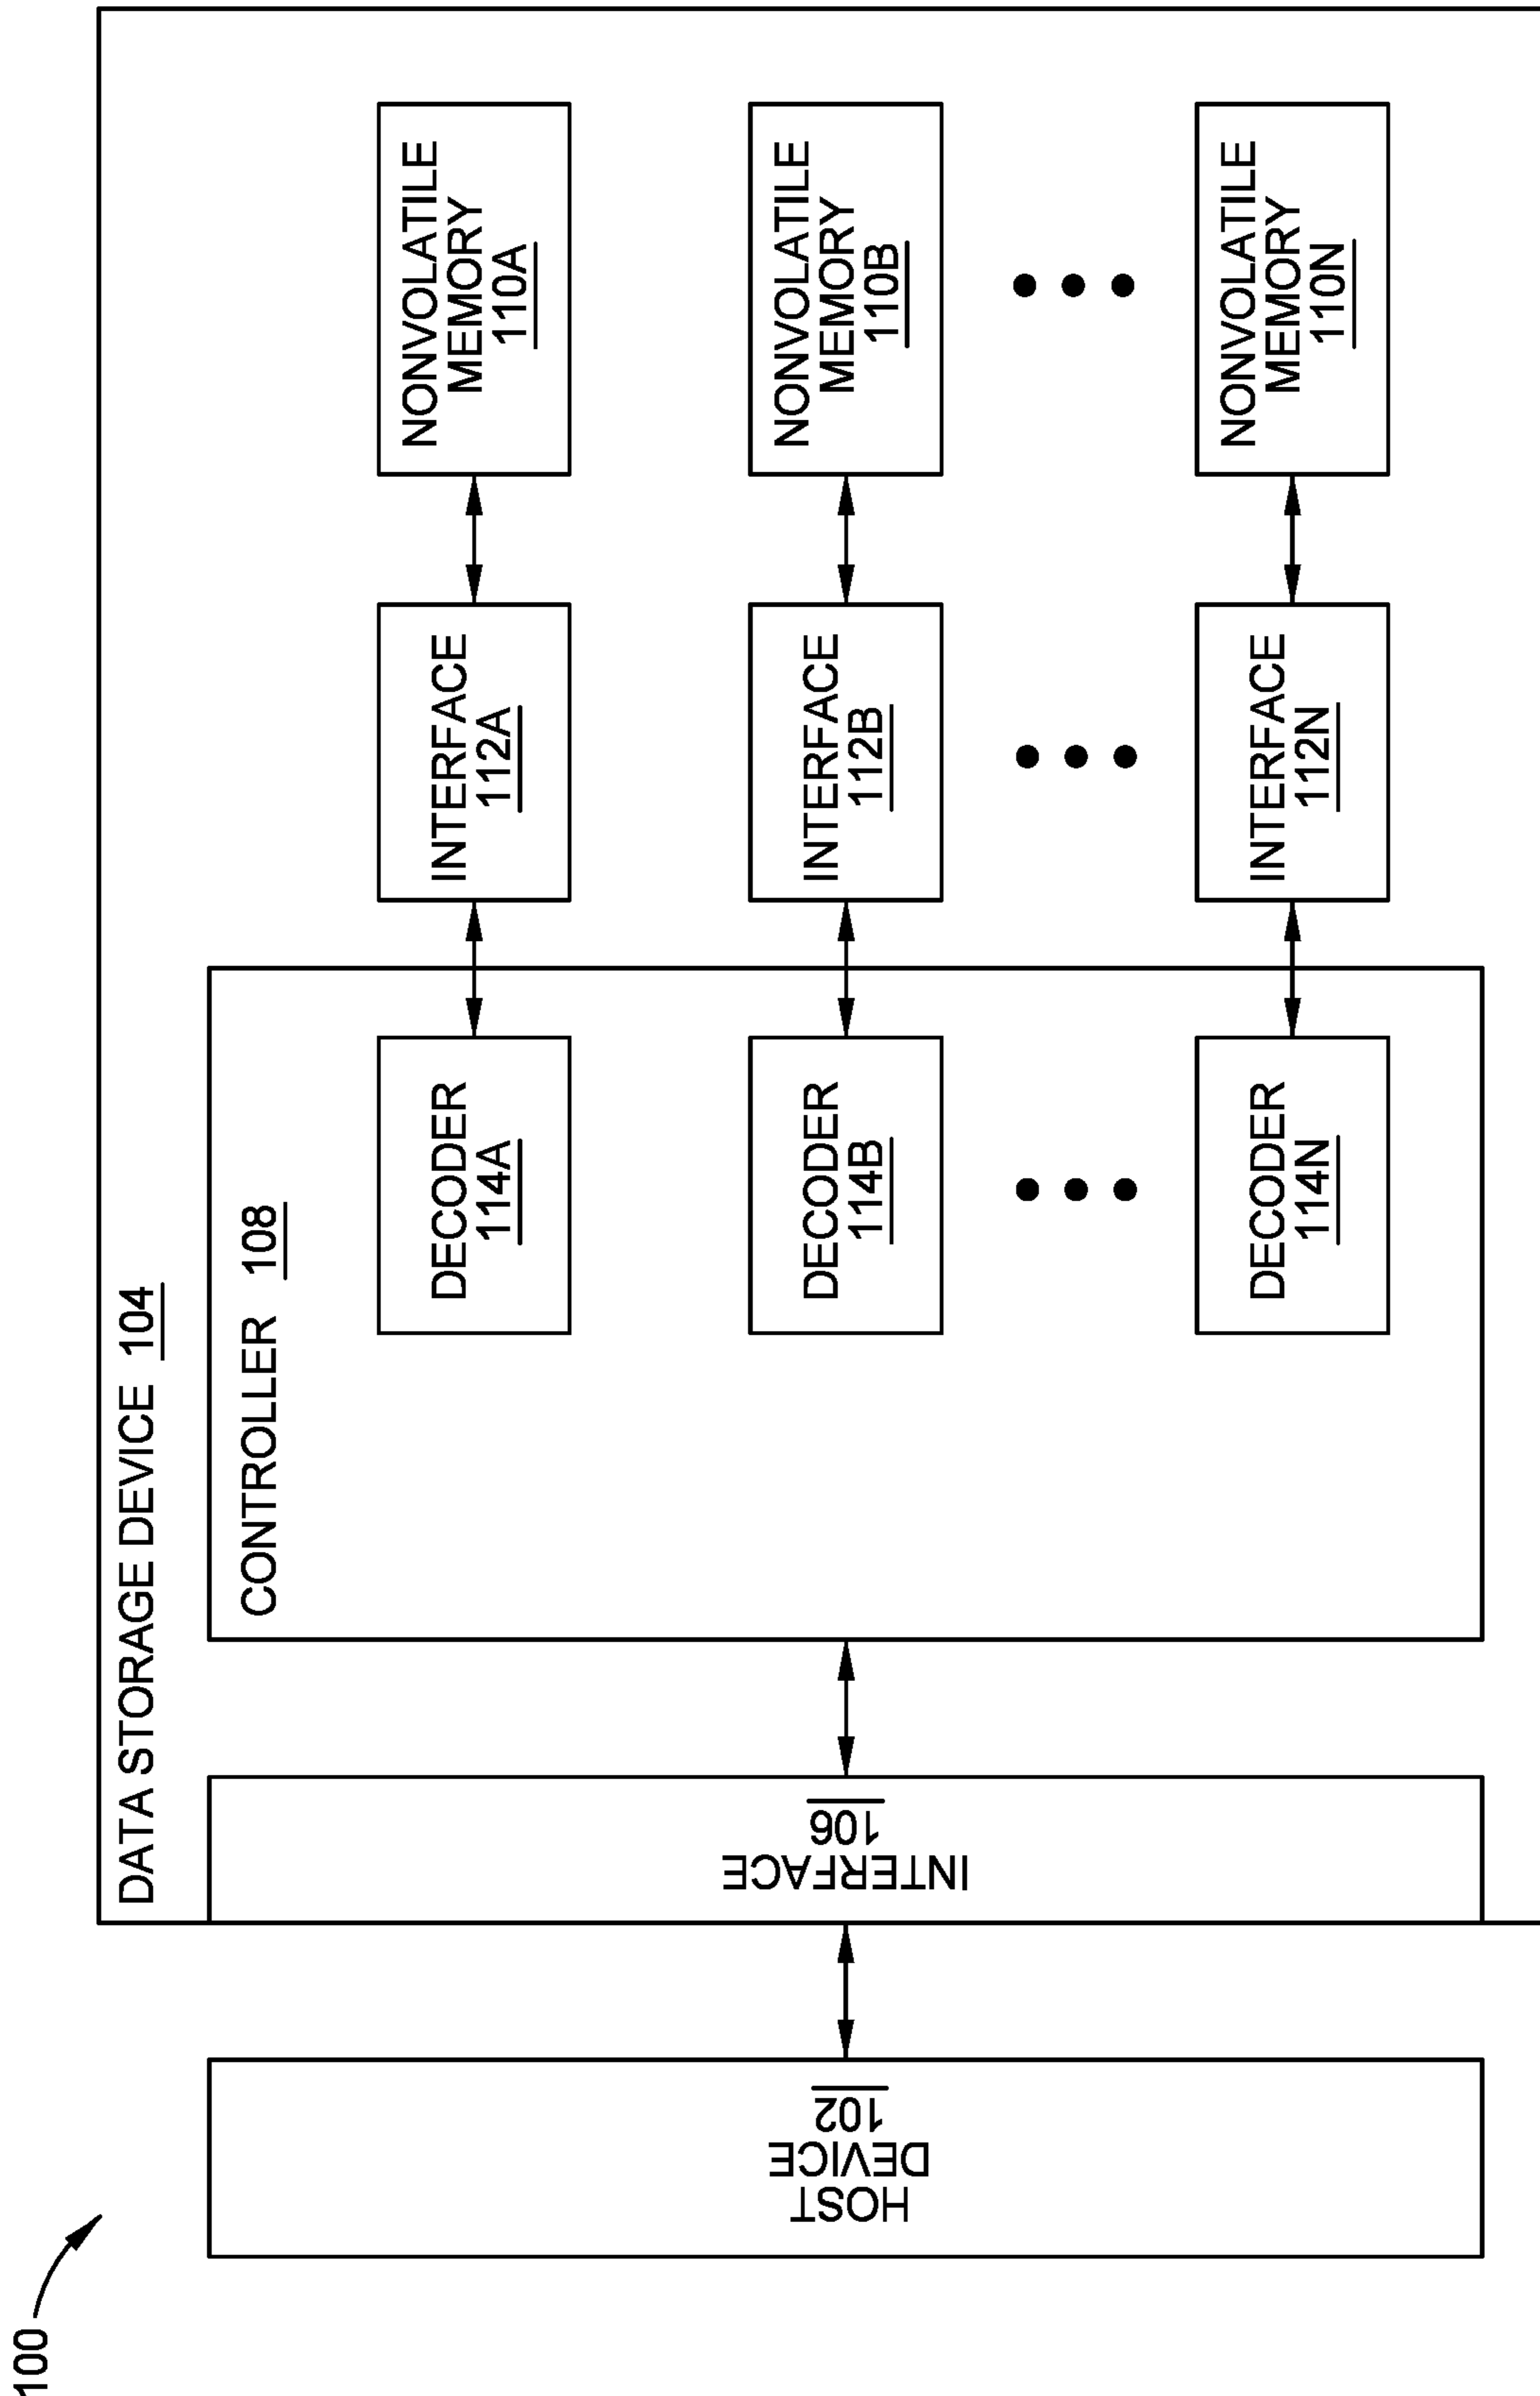 100
HOST
DEVICE
102
DATA STORAGE DEVICE 104
INTERFACE
106
CONTROLLER 108
DECODER
114A
INTERFACE
112A
NONVOLATILE
MEMORY
110A
DECODER
114B
INTERFACE
112B
NONVOLATILE
MEMORY
110B
DECODER
114N
INTERFACE
112N
NONVOLATILE
MEMORY
110N